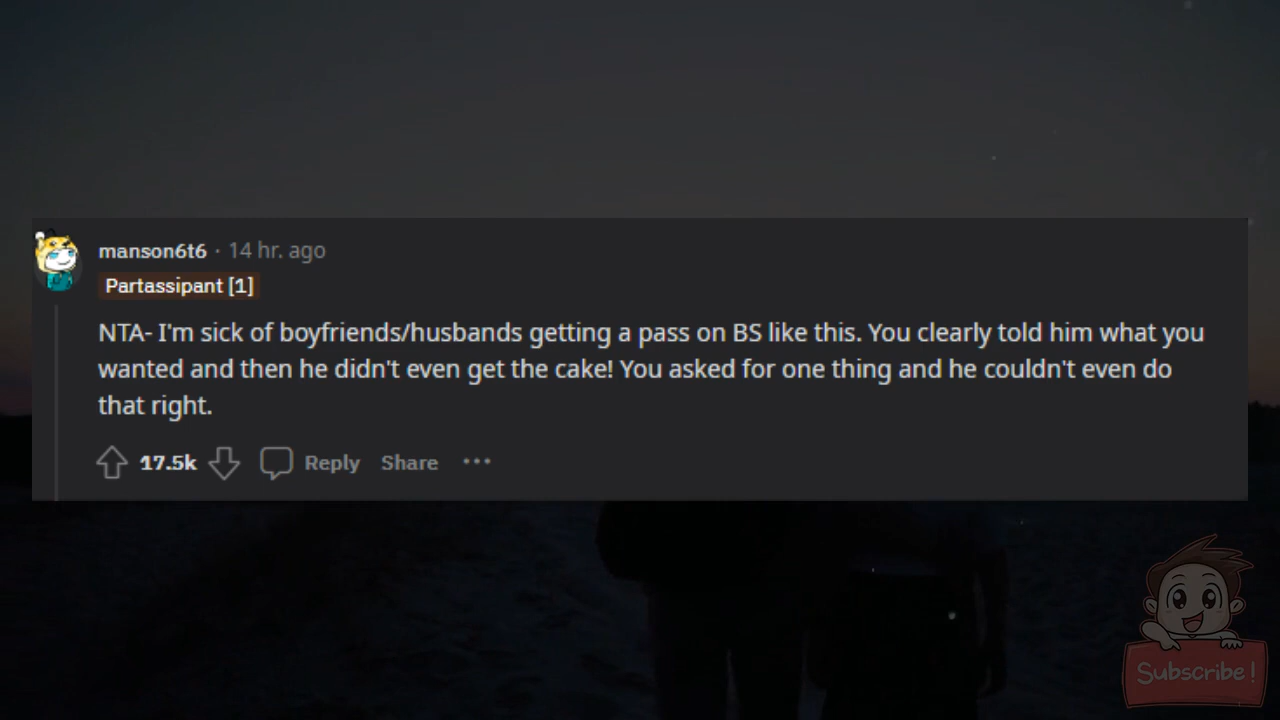 manson6t6 · 14 hr. ago
Partassipant [1]
NTA- I'm sick of boyfriends/husbands getting a pass on BS like this. You clearly told him what you
wanted and then he didn't even get the cake! You asked for one thing and he couldn't even do
that right.
17.5k Reply Share ···
Subscribe!